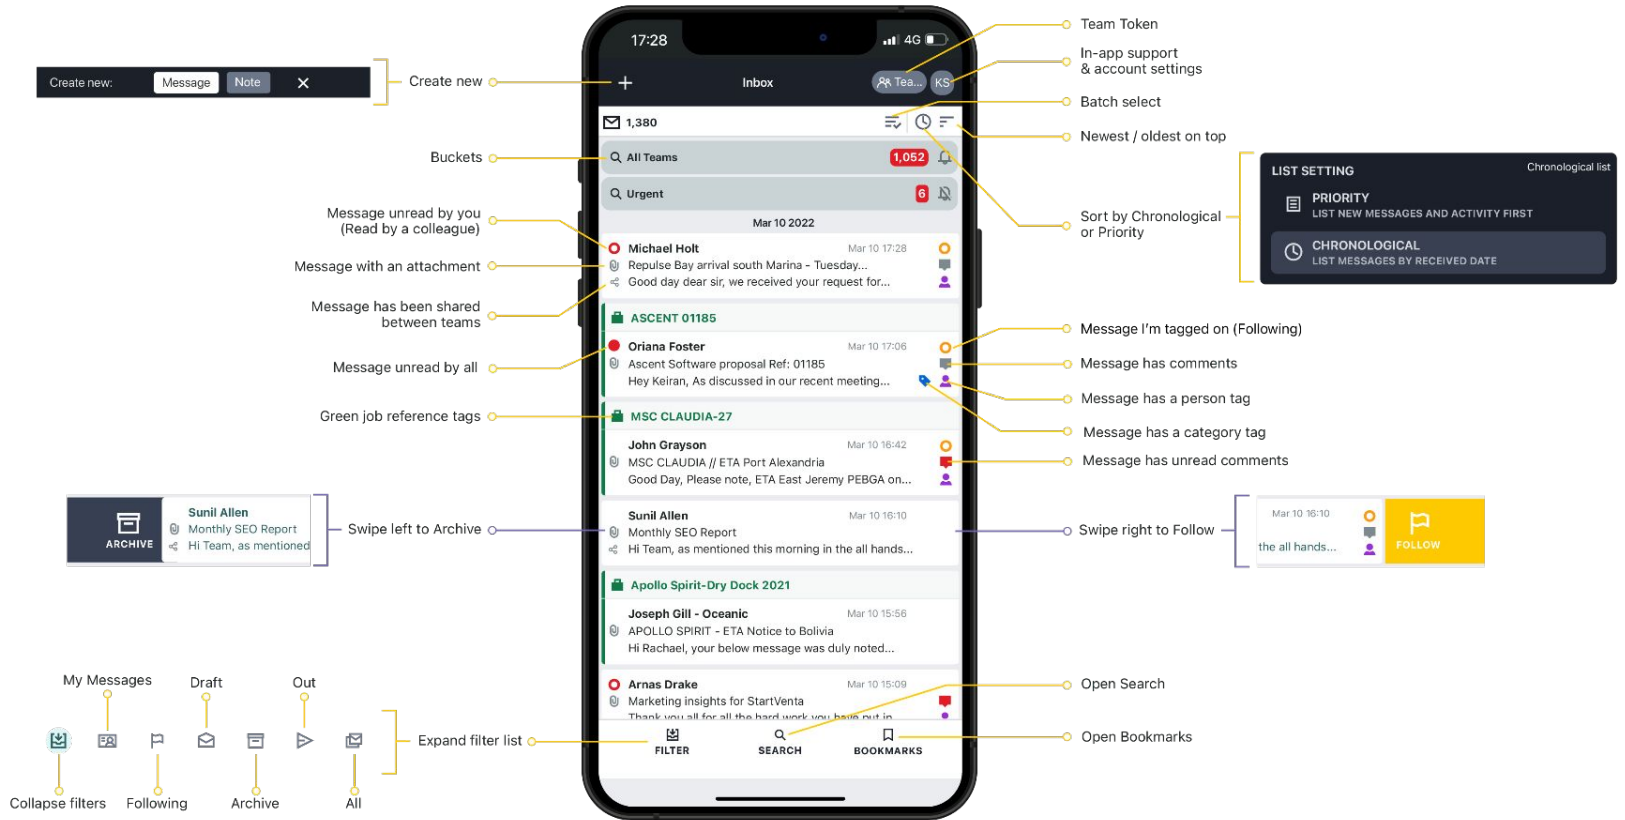 Create new:
Message
Note
Create new
Buckets
Message unread by you
(Read by a colleague)
Message with an attachment
Message has been shared
between teams
Message unread by all
Green job reference tags
ARCHIVE
Sunil Allen
Monthly SEO Report
Hi Team, as mentioned
Swipe left to Archive
My Messages
Draft
Out
Collapse filters
Following
Archive
All
Expand filter list
17:28
4G
Inbox
Tea...
KS
1,380
All Teams
1,052
Urgent
6
Mar 10 2022
Michael Holt
Mar 10 17:28
Repulse Bay arrival south Marina - Tuesday...
Good day dear sir, we received your request for...
ASCENT 01185
Oriana Foster
Mar 10 17:06
Ascent Software proposal Ref: 01185
Hey Keiran, As discussed in our recent meeting...
MSC CLAUDIA-27
John Grayson
Mar 10 16:42
MSC CLAUDIA // ETA Port Alexandria
Good Day, Please note, ETA East Jeremy PEBGA on...
Sunil Allen
Mar 10 16:10
Monthly SEO Report
Hi Team, as mentioned this morning in the all hands...
Apollo Spirit-Dry Dock 2021
Joseph Gill - Oceanic
Mar 10 15:56
APOLLO SPIRIT - ETA Notice to Bolivia
Hi Rachael, your below message was duly noted...
Arnas Drake
Mar 10 15:09
Marketing insights for StartVenta
Thank you all for all the hard work you have put in
FILTER
SEARCH
BOOKMARKS
Team Token
In-app support
& account settings
Batch select
Newest / oldest on top
Sort by Chronological
or Priority
LIST SETTING
Chronological list
PRIORITY
LIST NEW MESSAGES AND ACTIVITY FIRST
CHRONOLOGICAL
LIST MESSAGES BY RECEIVED DATE
Message I'm tagged on (Following)
Message has comments
Message has a person tag
Message has a category tag
Message has unread comments
Swipe right to Follow
Mar 10 16:10
the all hands...
FOLLOW
Open Search
Open Bookmarks